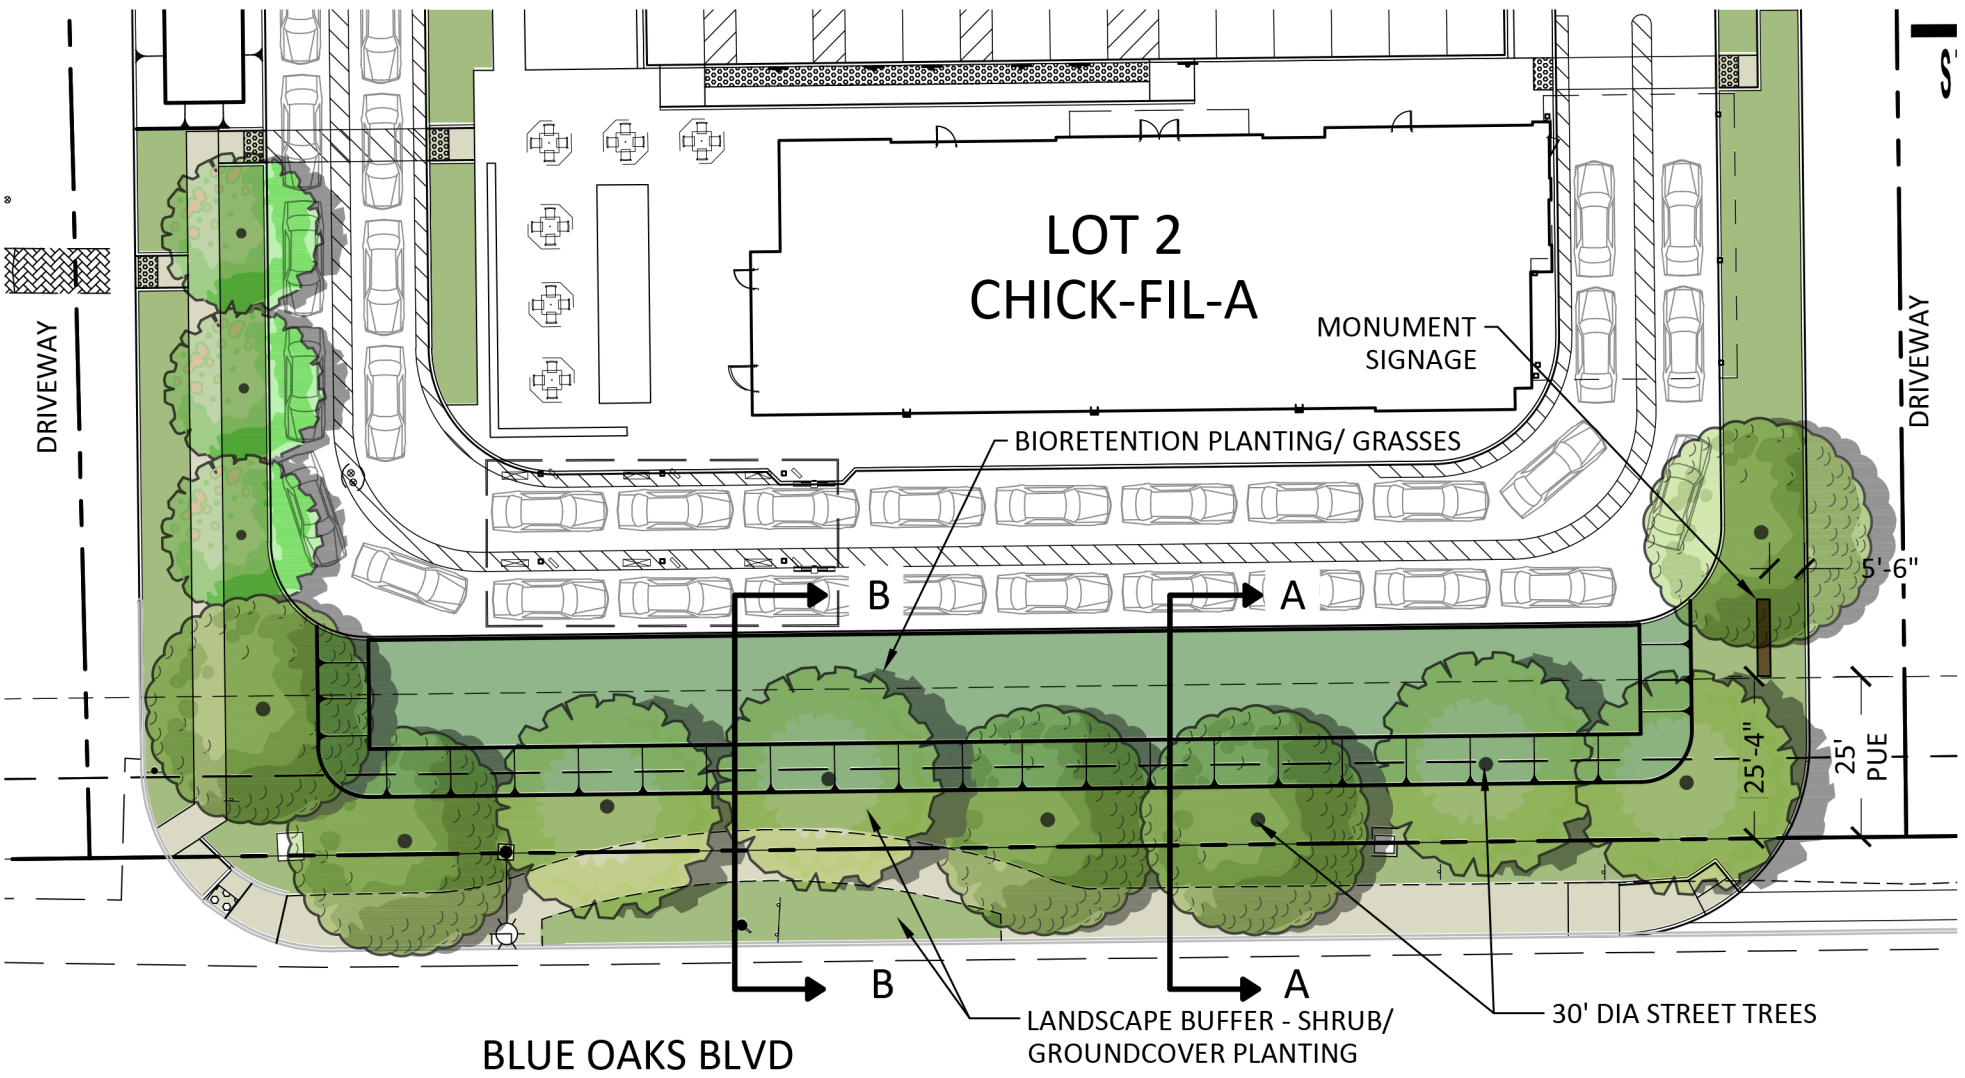 LOT 2
CHICK-FIL-A
MONUMENT
SIGNAGE
DRIVEWAY
DRIVEWAY
BIORETENTION PLANTING/ GRASSES
5'-6"
B
A
25'-4"
25'
PUE
B
A
30' DIA STREET TREES
LANDSCAPE BUFFER - SHRUB/
GROUNDCOVER PLANTING
BLUE OAKS BLVD